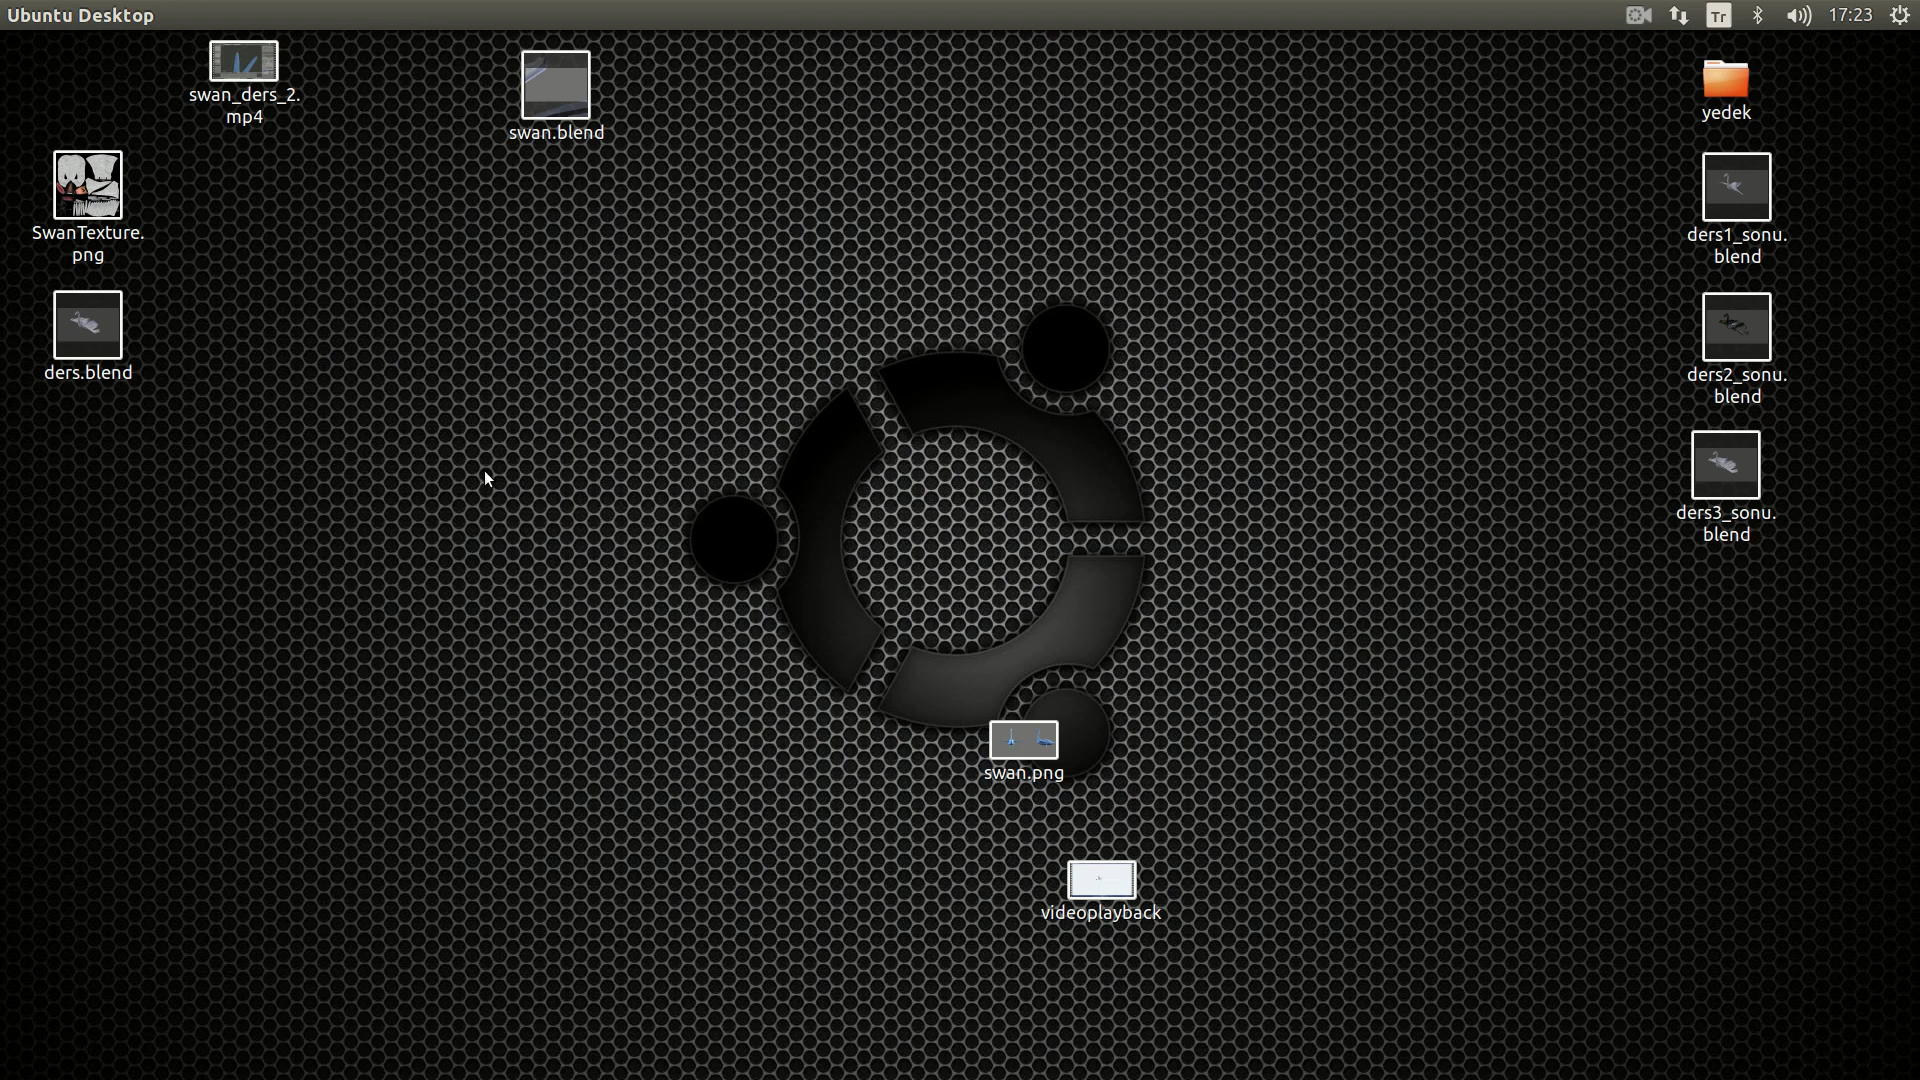 Ubuntu Desktop
Tr
17:23
swan_ders_2.
mp4
swan.blend
yedek
SwanTexture.
png
ders1_sonu.
blend
ders.blend
ders2_sonu.
blend
ders3_sonu.
blend
swan.png
videoplayback